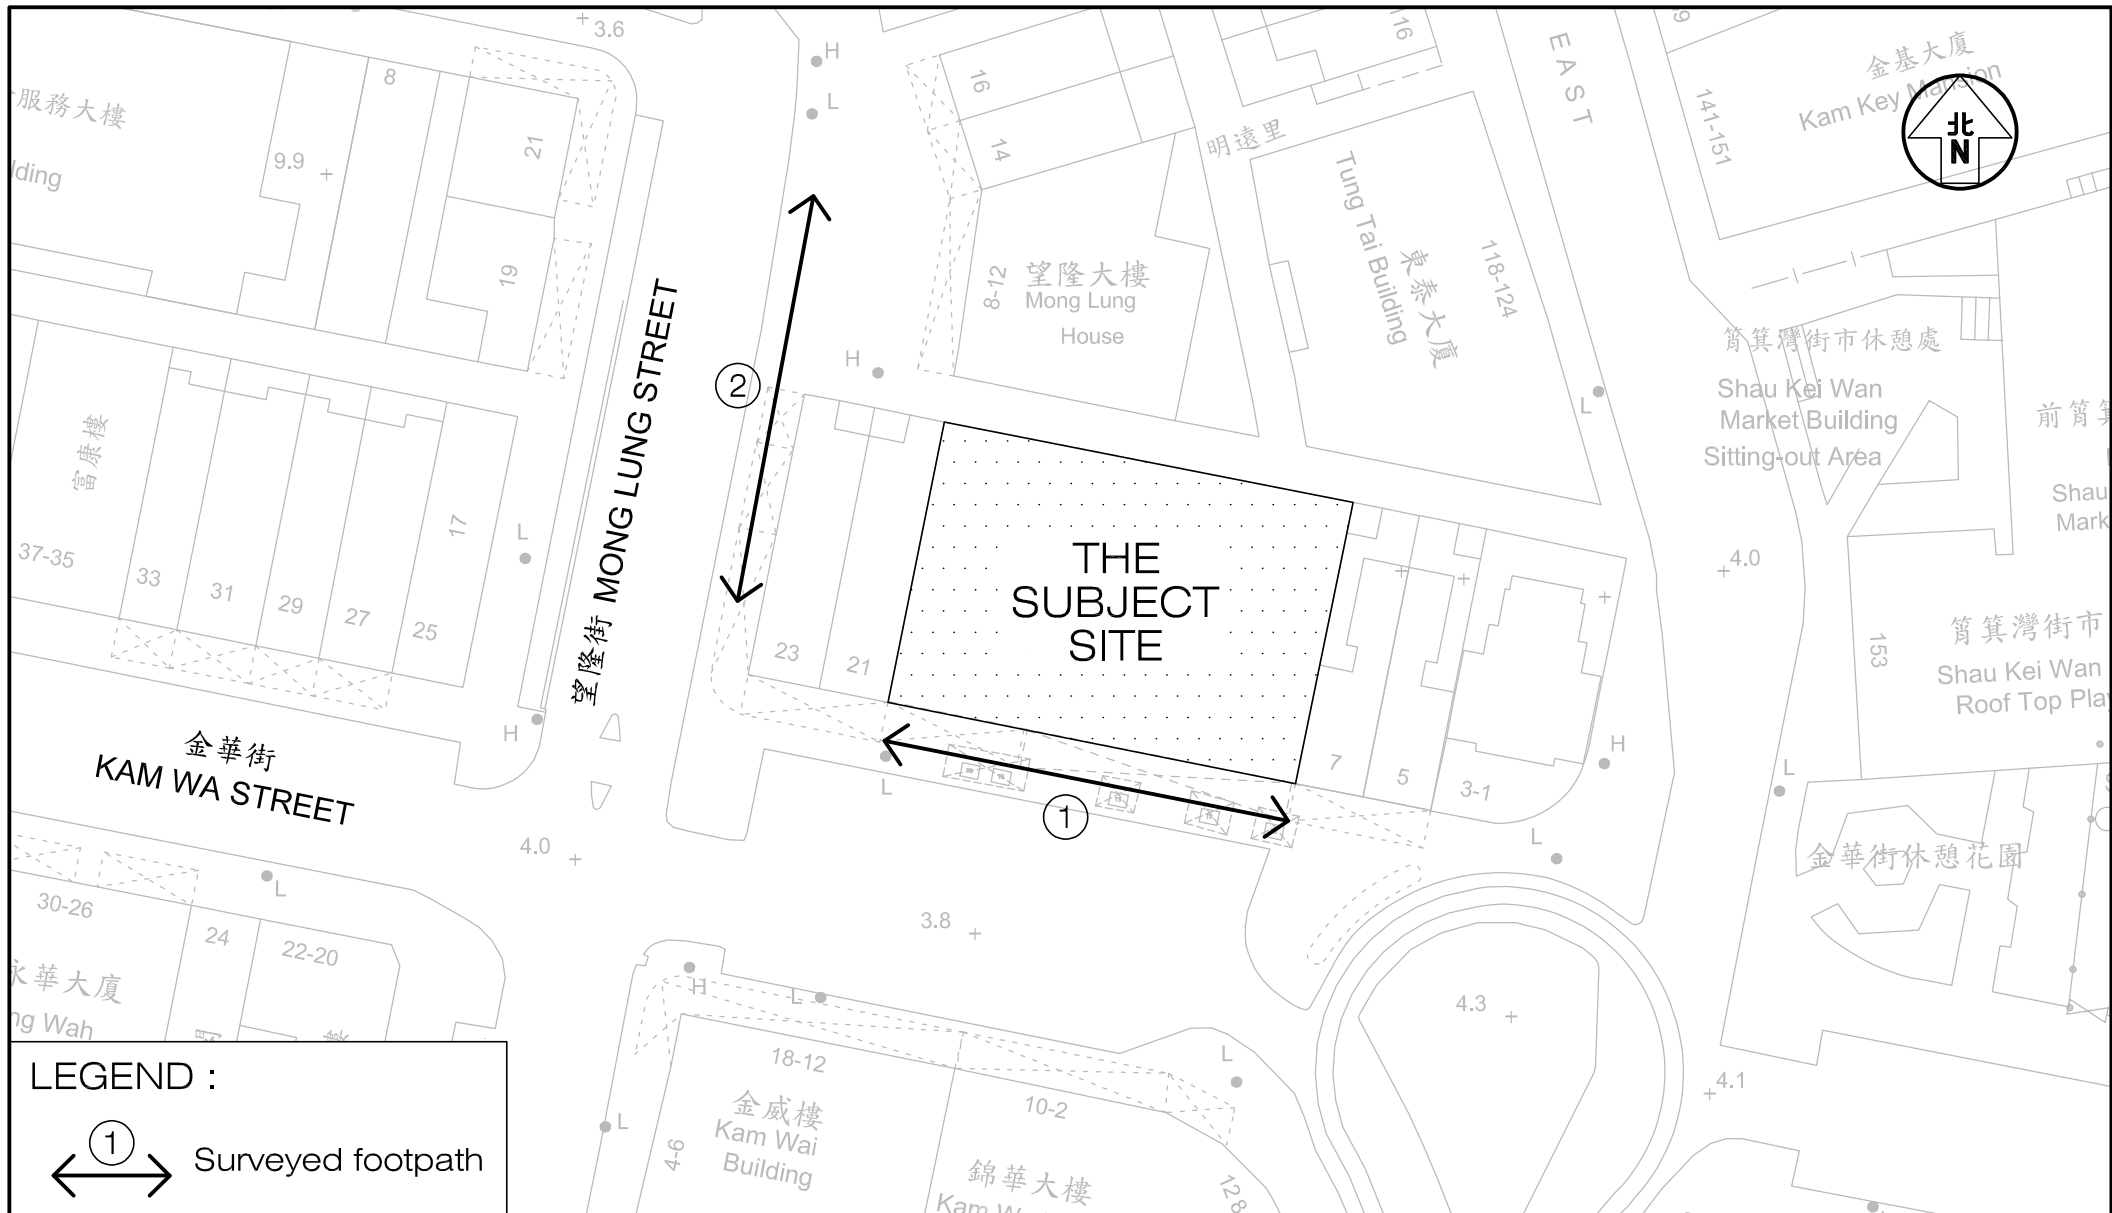 3.6
H
L
16
14
116
EAST
金基大廈
Kam Key Mansion
141-151
北
N
服務大樓
8
21
9.9
19
明遠里
Tung Tai Building
東泰大廈
118-124
望隆大樓
Mong Lung
House
8-12
望隆街 MONG LUNG STREET
2
H
L
筲箕灣街市休憩處
Shau Kei Wan
Market Building
Sitting-out Area
前筲
Shau
Mark
富康樓
37-35
33
31
29
27
25
17
L
H
THE
SUBJECT
SITE
23
21
7
5
3-1
4.0
153
筲箕灣街市
Shau Kei Wan
Roof Top Play
H
L
金華街
KAM WA STREET
L
1
L
4.0
3.8
4.3
4.1
金華街休憩花園
30-26
24
22-20
L
永華大廈
ng Wah
H
L
18-12
金威樓
Kam Wai
Building
4-6
L
10-2
錦華大樓
128
L
LEGEND :
1
Surveyed footpath